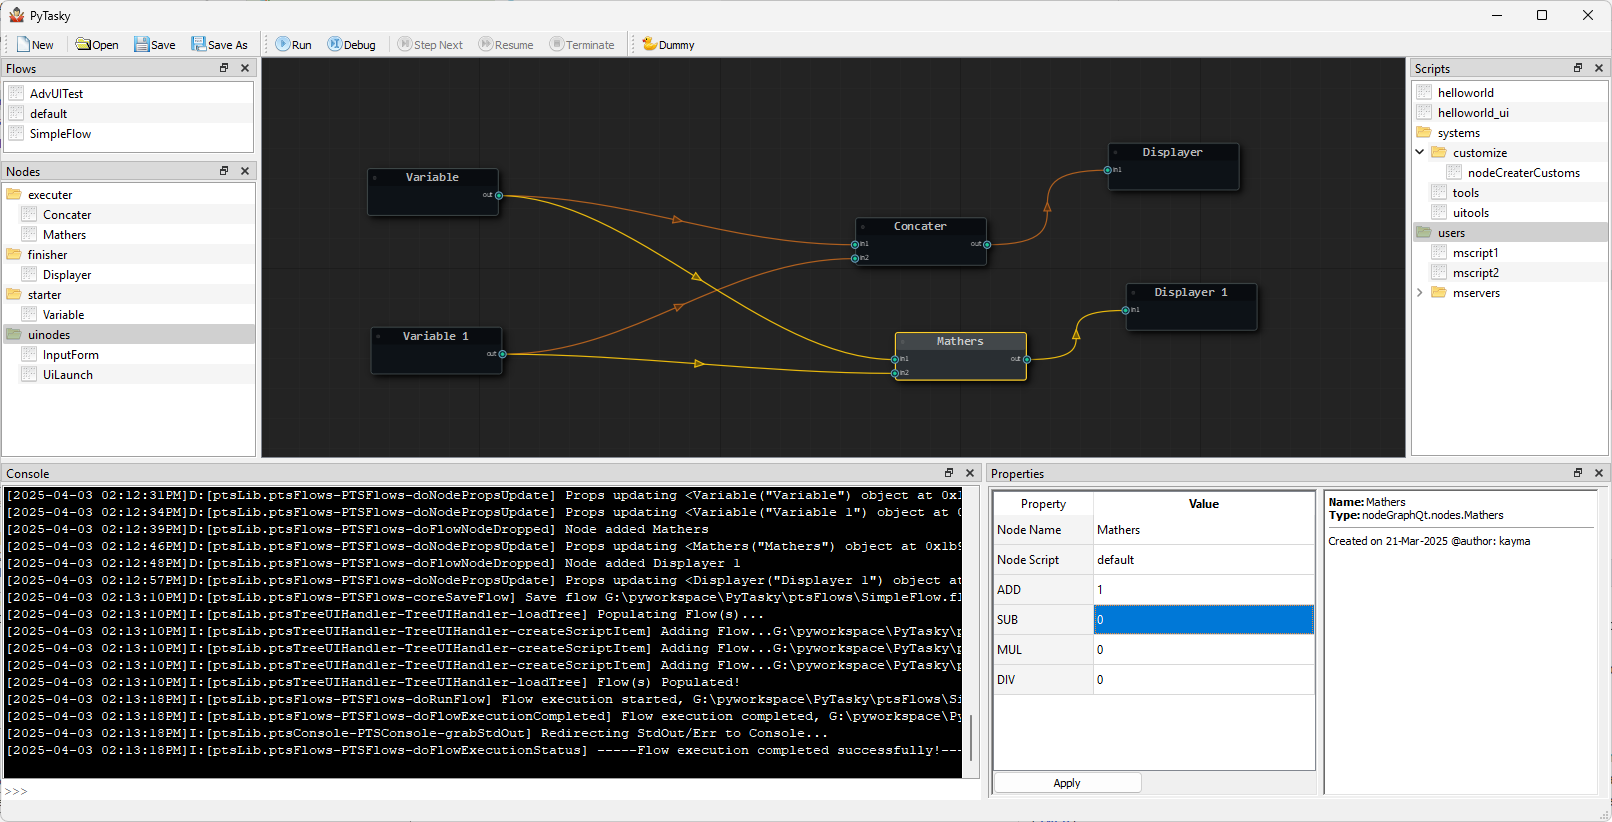 PyTasky
New Open Save Save As Run Debug Step Next Resume Terminate Dummy
Flows
AdvUITest
default
SimpleFlow
Nodes
executer
Concater
Mathers
finisher
Displayer
starter
Variable
uinodes
InputForm
UiLaunch
Variable
out
Variable 1
out
Concater
in1 out
in2
Mathers
in1 out
in2
Displayer
in1
Displayer 1
in1
Scripts
helloworld
helloworld_ui
systems
customize
nodeCreaterCustoms
tools
uitools
users
mscript1
mscript2
mservers
Console
[2025-04-03 02:12:31PM]D:[ptsLib.ptsFlows-PTSFlows-doNodePropsUpdate] Props updating <Variable("Variable") object at 0x1
[2025-04-03 02:12:34PM]D:[ptsLib.ptsFlows-PTSFlows-doNodePropsUpdate] Props updating <Variable("Variable 1") object at 0
[2025-04-03 02:12:39PM]D:[ptsLib.ptsFlows-PTSFlows-doFlowNodeDropped] Node added Mathers
[2025-04-03 02:12:46PM]D:[ptsLib.ptsFlows-PTSFlows-doNodePropsUpdate] Props updating <Mathers("Mathers") object at 0x1b9
[2025-04-03 02:12:48PM]D:[ptsLib.ptsFlows-PTSFlows-doFlowNodeDropped] Node added Displayer 1
[2025-04-03 02:12:57PM]D:[ptsLib.ptsFlows-PTSFlows-doNodePropsUpdate] Props updating <Displayer("Displayer 1") object at
[2025-04-03 02:13:10PM]D:[ptsLib.ptsFlows-PTSFlows-coreSaveFlow] Save flow G:\pyworkspace\PyTasky\ptsFlows\SimpleFlow.fl
[2025-04-03 02:13:10PM]I:[ptsLib.ptsTreeUIHandler-TreeUIHandler-loadTree] Populating Flow(s)...
[2025-04-03 02:13:10PM]I:[ptsLib.ptsTreeUIHandler-TreeUIHandler-createScriptItem] Adding Flow...G:\pyworkspace\PyTasky\p
[2025-04-03 02:13:10PM]I:[ptsLib.ptsTreeUIHandler-TreeUIHandler-createScriptItem] Adding Flow...G:\pyworkspace\PyTasky\p
[2025-04-03 02:13:10PM]I:[ptsLib.ptsTreeUIHandler-TreeUIHandler-createScriptItem] Adding Flow...G:\pyworkspace\PyTasky\p
[2025-04-03 02:13:10PM]I:[ptsLib.ptsTreeUIHandler-TreeUIHandler-loadTree] Flow(s) Populated!
[2025-04-03 02:13:18PM]I:[ptsLib.ptsFlows-PTSFlows-doRunFlow] Flow execution started, G:\pyworkspace\PyTasky\ptsFlows\Si
[2025-04-03 02:13:18PM]I:[ptsLib.ptsFlows-PTSFlows-doFlowExecutionCompleted] Flow execution completed, G:\pyworkspace\Py
[2025-04-03 02:13:18PM]I:[ptsLib.ptsConsole-PTSConsole-grabStdOut] Redirecting StdOut/Err to Console...
[2025-04-03 02:13:18PM]I:[ptsLib.ptsFlows-PTSFlows-doFlowExecutionStatus] -----Flow execution completed successfully!---
>>>
Properties
Property Value
Node Name Mathers
Node Script default
ADD 1
SUB 0
MUL 0
DIV 0
Apply
Name: Mathers
Type: nodeGraphQt.nodes.Mathers
Created on 21-Mar-2025 @author: kayma